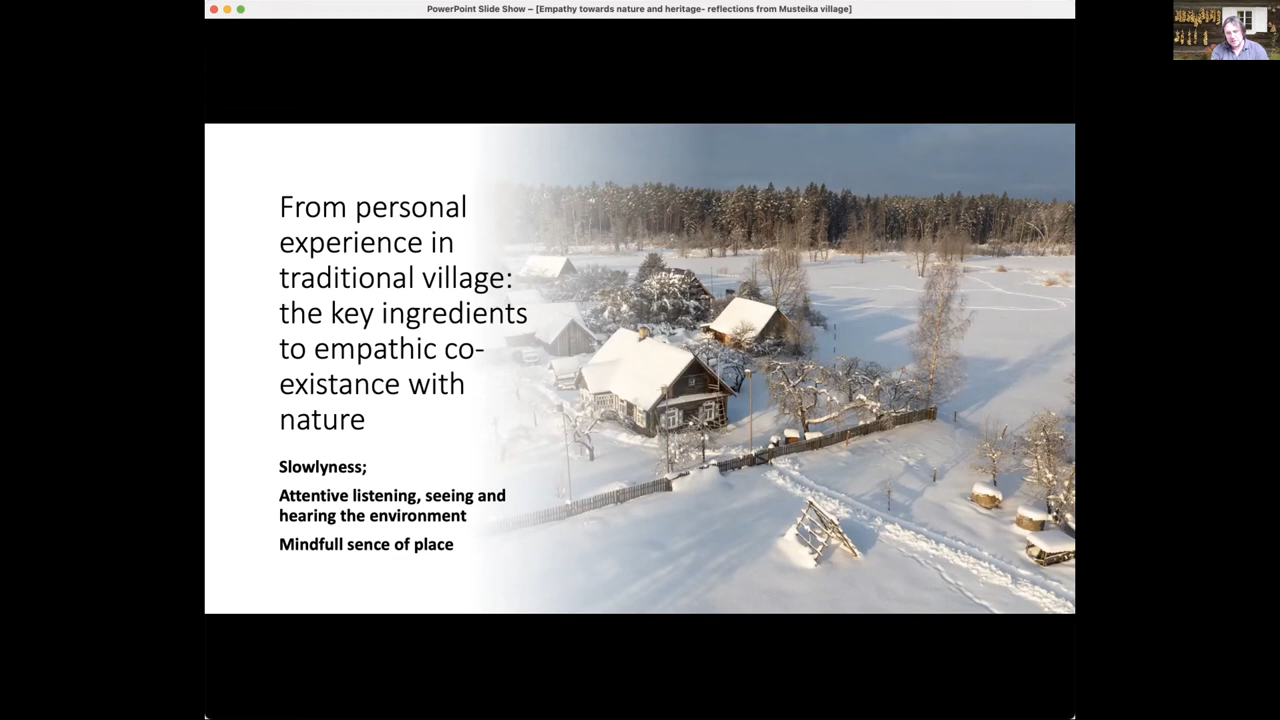 PowerPoint Slide Show – [Empathy towards nature and heritage- reflections from Musteika village]
From personal
experience in
traditional village:
the key ingredients
to empathic co-
existance with
nature
Slowlyness;
Attentive listening, seeing and
hearing the environment
Mindfull sence of place